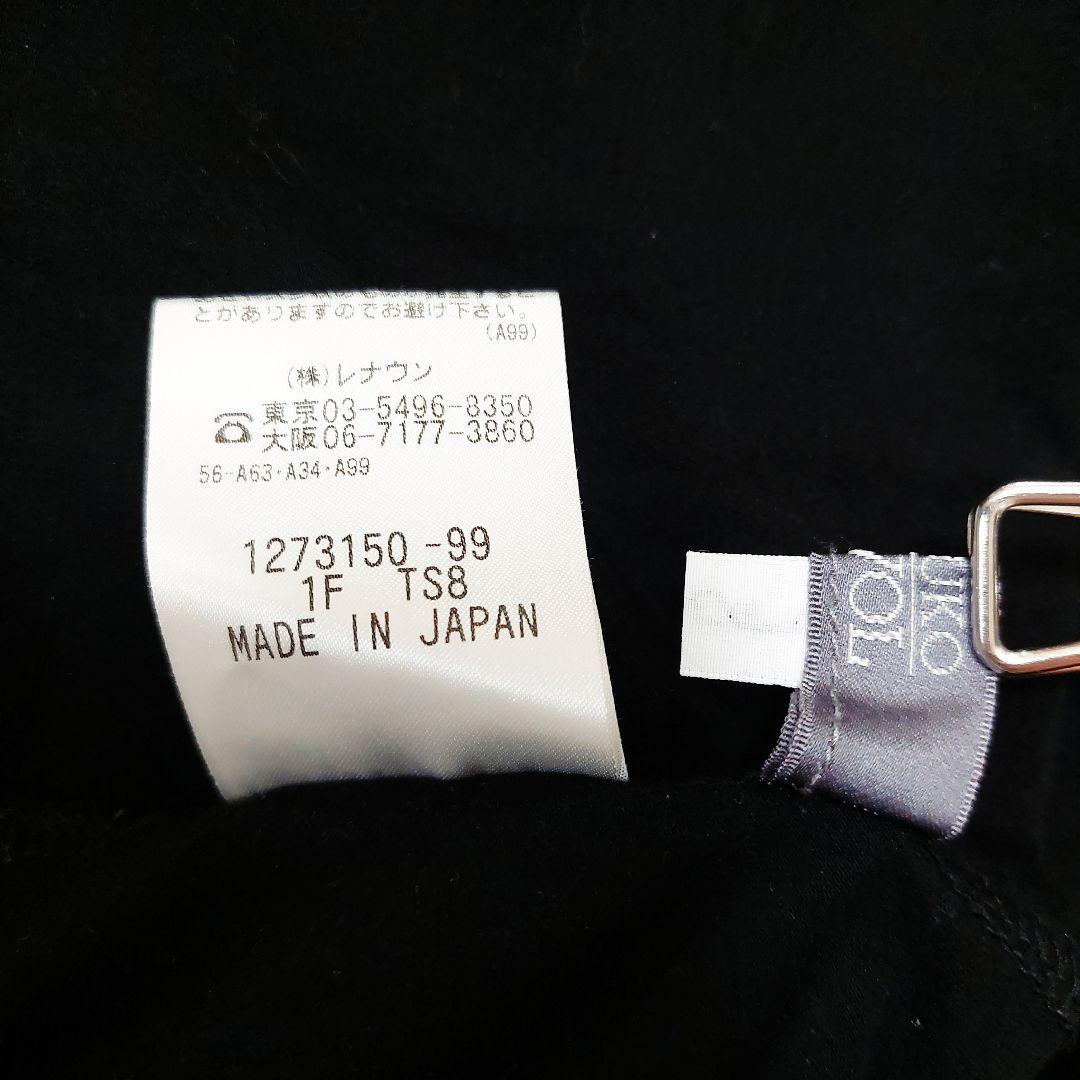 とがありますのでお避け下さい。
(A99)
(株)レナウン
☎ 東京03-5496-8350
大阪06-7177-3860
56-A63・A34・A99
1273150-99
1F TS8
MADE IN JAPAN